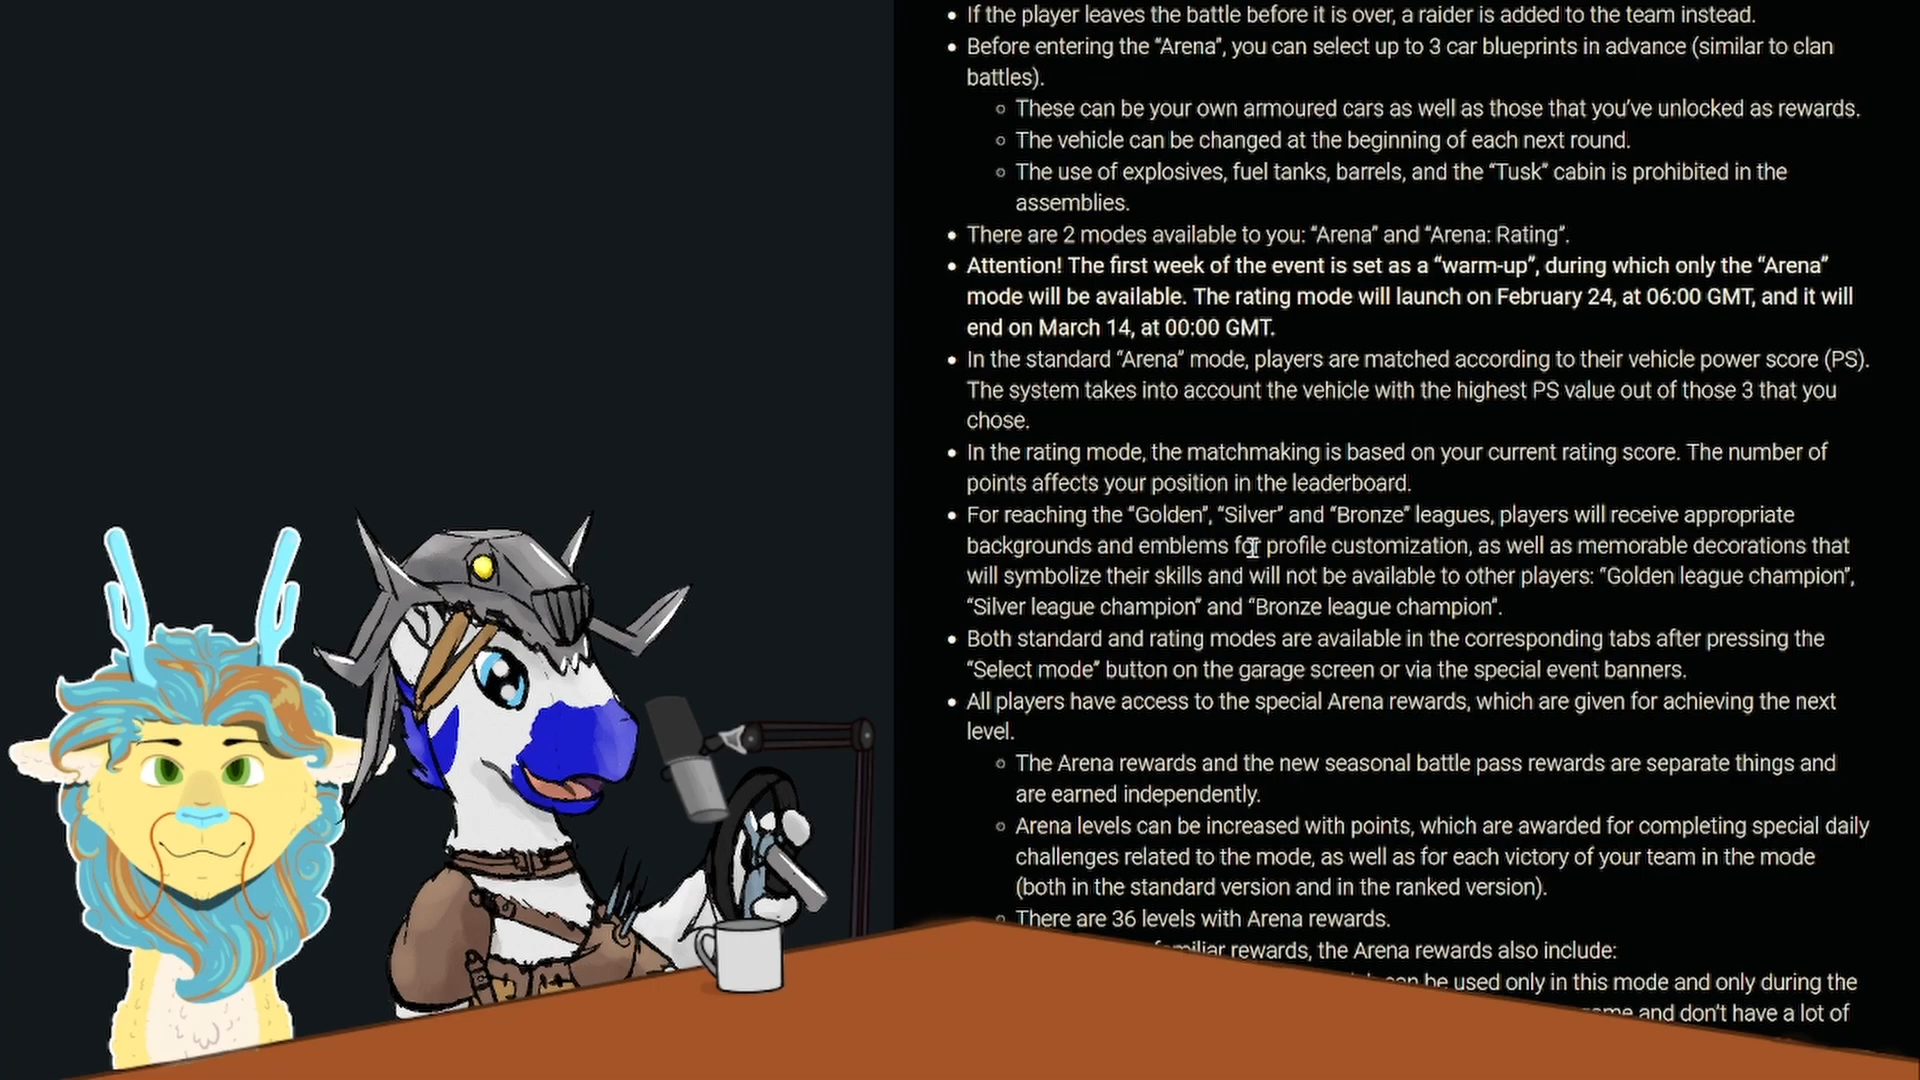 If the player leaves the battle before it is over, a raider is added to the team instead.
Before entering the “Arena”, you can select up to 3 car blueprints in advance (similar to clan
battles).
These can be your own armoured cars as well as those that you’ve unlocked as rewards.
The vehicle can be changed at the beginning of each next round.
The use of explosives, fuel tanks, barrels, and the “Tusk” cabin is prohibited in the
assemblies.
There are 2 modes available to you: “Arena” and “Arena: Rating”.
Attention! The first week of the event is set as a “warm-up”, during which only the “Arena”
mode will be available. The rating mode will launch on February 24, at 06:00 GMT, and it will
end on March 14, at 00:00 GMT.
In the standard “Arena” mode, players are matched according to their vehicle power score (PS).
The system takes into account the vehicle with the highest PS value out of those 3 that you
chose.
In the rating mode, the matchmaking is based on your current rating score. The number of
points affects your position in the leaderboard.
For reaching the “Golden”, “Silver” and “Bronze” leagues, players will receive appropriate
backgrounds and emblems for profile customization, as well as memorable decorations that
will symbolize their skills and will not be available to other players: “Golden league champion”,
“Silver league champion” and “Bronze league champion”.
Both standard and rating modes are available in the corresponding tabs after pressing the
“Select mode” button on the garage screen or via the special event banners.
All players have access to the special Arena rewards, which are given for achieving the next
level.
The Arena rewards and the new seasonal battle pass rewards are separate things and
are earned independently.
Arena levels can be increased with points, which are awarded for completing special daily
challenges related to the mode, as well as for each victory of your team in the mode
(both in the standard version and in the ranked version).
There are 36 levels with Arena rewards.
rewards, the Arena rewards also include:
can be used only in this mode and only during the
and don’t have a lot of